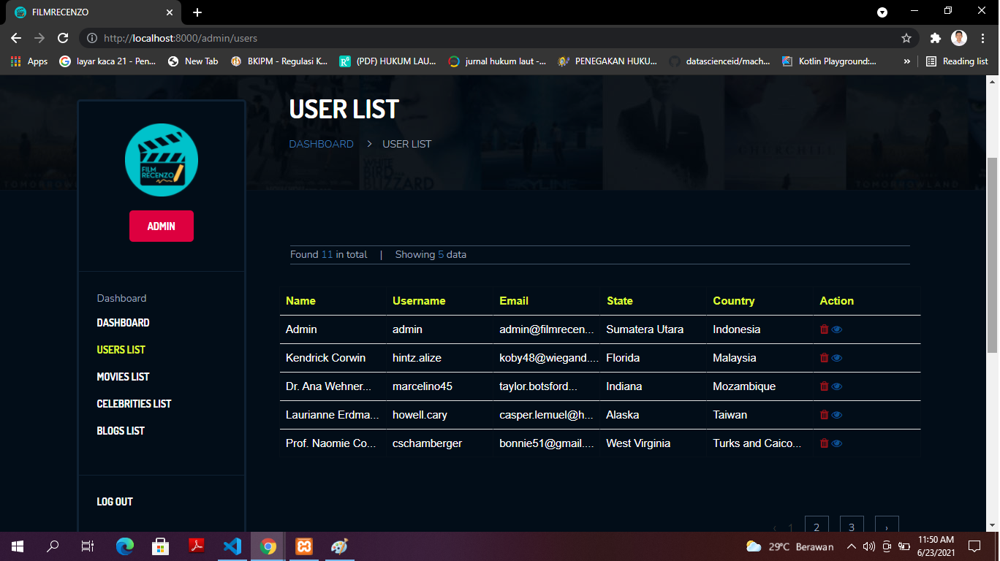 FILMRECENZO
http://localhost:8000/admin/users
Apps layar kaca 21 - Pen... New Tab BKIPM - Regulasi K... (PDF) HUKUM LAU... jurnal hukum laut -... PENEGAKAN HUKU... datascienceid/mach... Kotlin Playground:... » Reading list
USER LIST
DASHBOARD > USER LIST
WHITE BIRD BLIZZARD
SKYLINE
CHURCHILL
TOMORROWLAND
FILM
RECENZO
ADMIN
Dashboard
DASHBOARD
USERS LIST
MOVIES LIST
CELEBRITIES LIST
BLOGS LIST
LOG OUT
Found 11 in total | Showing 5 data
Name Username Email State Country Action
Admin admin admin@filmrecen... Sumatera Utara Indonesia
Kendrick Corwin hintz.alize koby48@wiegand.... Florida Malaysia
Dr. Ana Wehner... marcelino45 taylor.botsford... Indiana Mozambique
Laurianne Erdma... howell.cary casper.lemuel@h... Alaska Taiwan
Prof. Naomie Co... cschamberger bonnie51@gmail.... West Virginia Turks and Caico...
‹ 1 2 3 ›
29°C Berawan
11:50 AM
6/23/2021